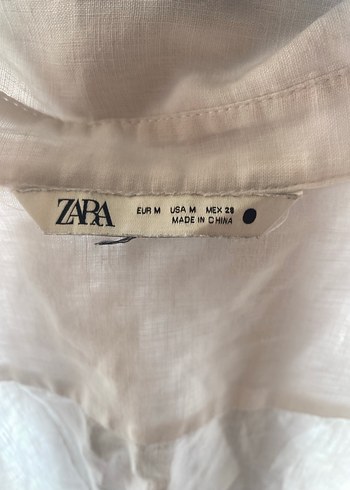 ZARA
EUR M USA M MEX 28
MADE IN CHINA